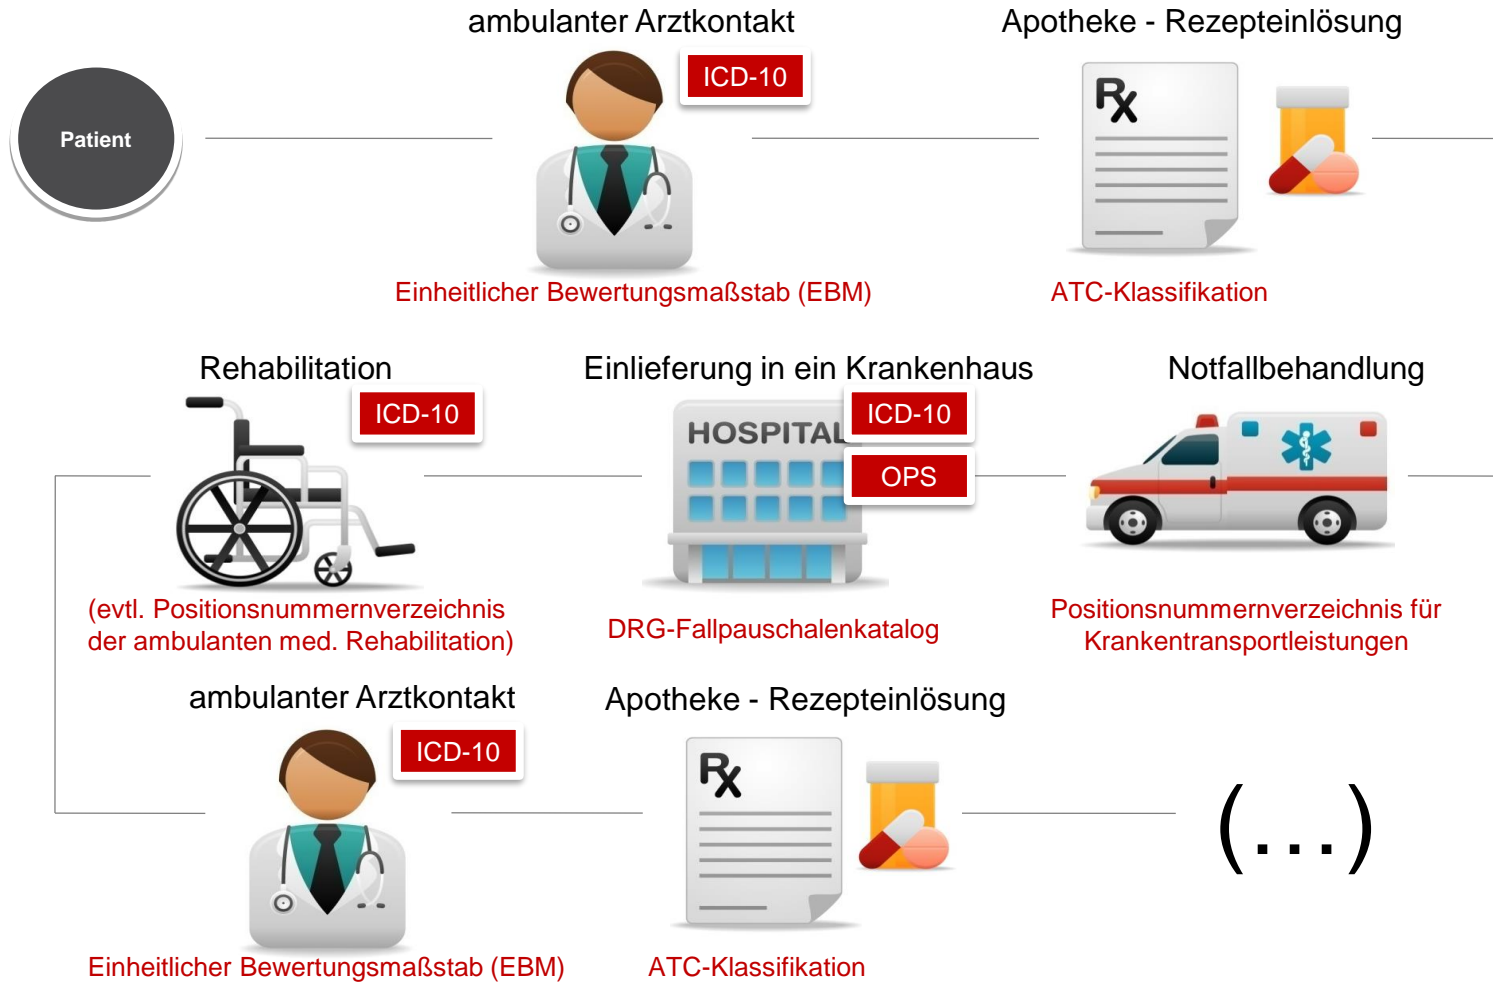 ambulanter Arztkontakt
Apotheke - Rezepteinlösung
ICD-10
Rx
Patient
Einheitlicher Bewertungsmaßstab (EBM)
ATC-Klassifikation
Rehabilitation
Einlieferung in ein Krankenhaus
Notfallbehandlung
ICD-10
ICD-10
HOSPITAL
OPS
(evtl. Positionsnummernverzeichnis
der ambulanten med. Rehabilitation)
DRG-Fallpauschalenkatalog
Positionsnummernverzeichnis für
Krankentransportleistungen
ambulanter Arztkontakt
Apotheke - Rezepteinlösung
ICD-10
Rx
(...)
Einheitlicher Bewertungsmaßstab (EBM)
ATC-Klassifikation